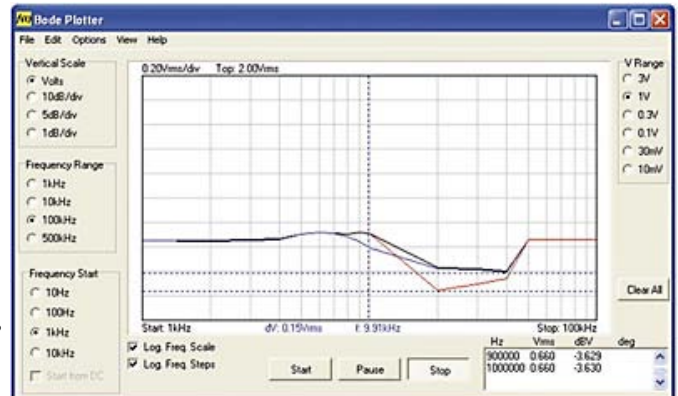 Bode Plotter
File Edit Options View Help
Vertical Scale
Volts
10dB/div
5dB/div
1dB/div
Frequency Range
1kHz
10kHz
100kHz
500kHz
Frequency Start
10Hz
100Hz
1kHz
10kHz
Start from DC
0.20Vrms/div Top: 2.00Vrms
Start: 1kHz dV: 0.15Vrms f: 9.91kHz Stop: 100kHz
Log. Freq. Scale
Log. Freq. Steps
Start Pause Stop
Hz Vrms dBV deg
900000 0.660 -3.629
1000000 0.660 -3.630
V Range
3V
1V
0.3V
0.1V
30mV
10mV
Clear All